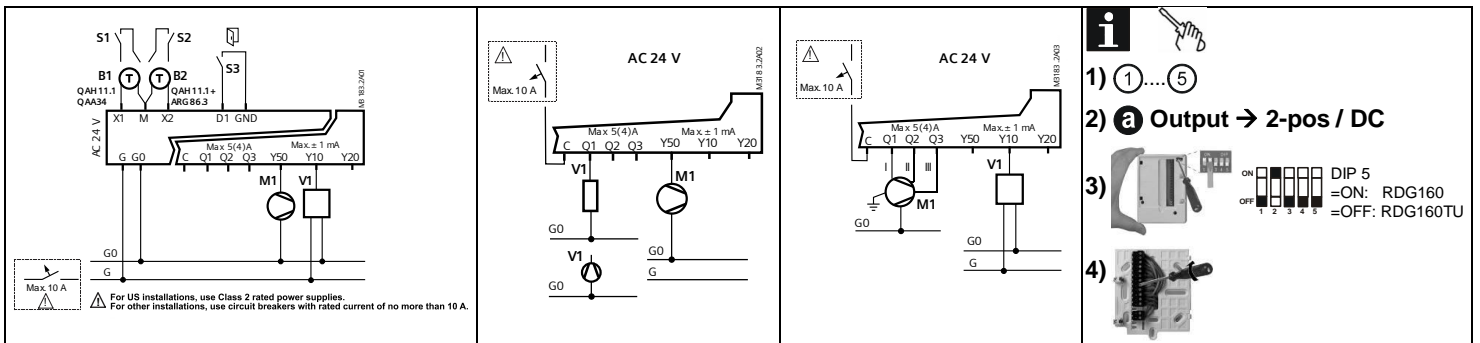 S1 S2
S3
B1 T T B2
QAH11.1
QAA34
QAH11.1+
ARG86.3
M3183.2A01
X1 M X2 D1 GND
AC 24 V
Max 5(4)A Max.± 1 mA
G G0 C Q1 Q2 Q3 Y50 Y10 Y20
M1 V1
G0
G
Max. 10 A
For US installations, use Class 2 rated power supplies.
For other installations, use circuit breakers with rated current of no more than 10 A.
AC 24 V
Max. 10 A
M3183.2A02
Max 5(4)A Max.± 1 mA
C Q1 Q2 Q3 Y50 Y10 Y20
V1 M1
G0
G0
V1 G
AC 24 V
Max. 10 A
M3183.2A03
Max 5(4)A Max.± 1 mA
C Q1 Q2 Q3 Y50 Y10 Y20
I II III V1
M1
G0
G0
G
i
1) 1....5
2) a Output → 2-pos / DC
3) ON OFF 1 2 3 4 5
DIP 5
=ON: RDG160
=OFF: RDG160TU
4)